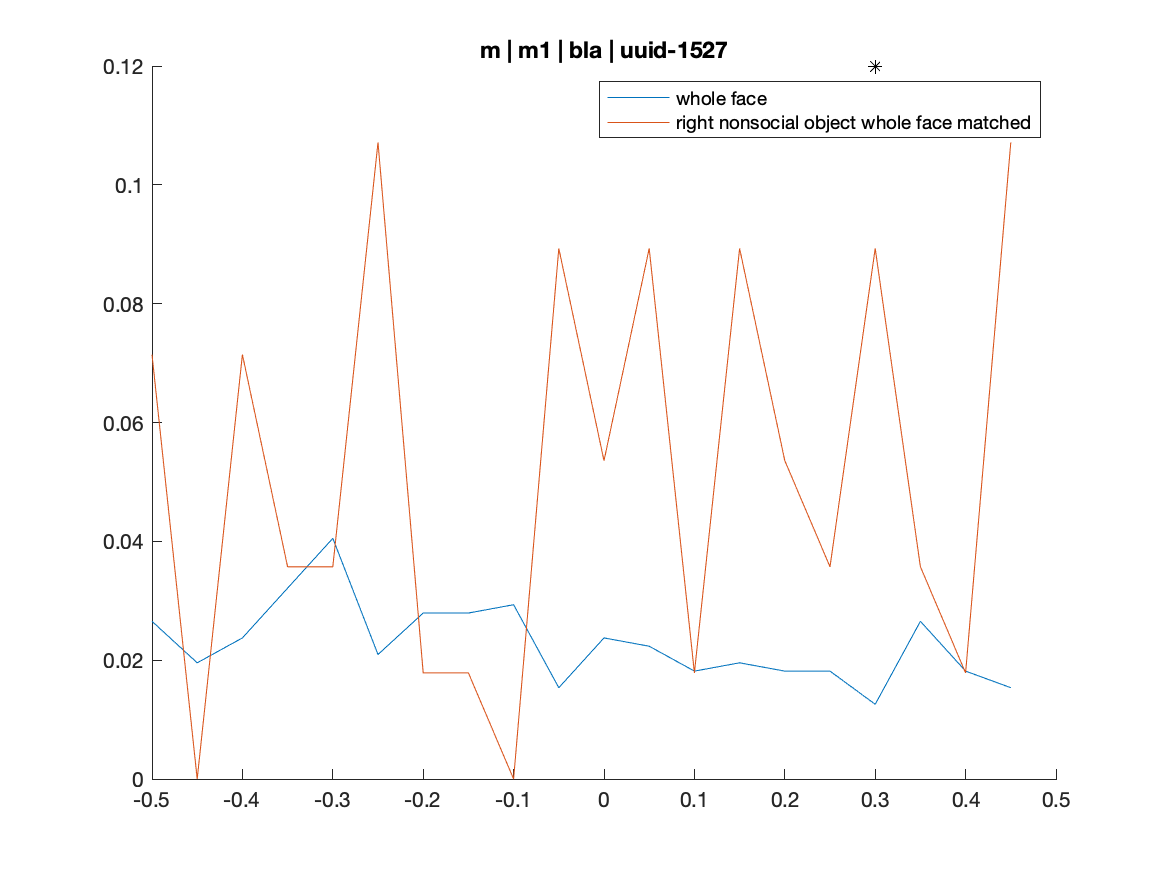 m | m1 | bla | uuid-1527
whole face
right nonsocial object whole face matched
0.12
0.1
0.08
0.06
0.04
0.02
0
-0.5 -0.4 -0.3 -0.2 -0.1 0 0.1 0.2 0.3 0.4 0.5